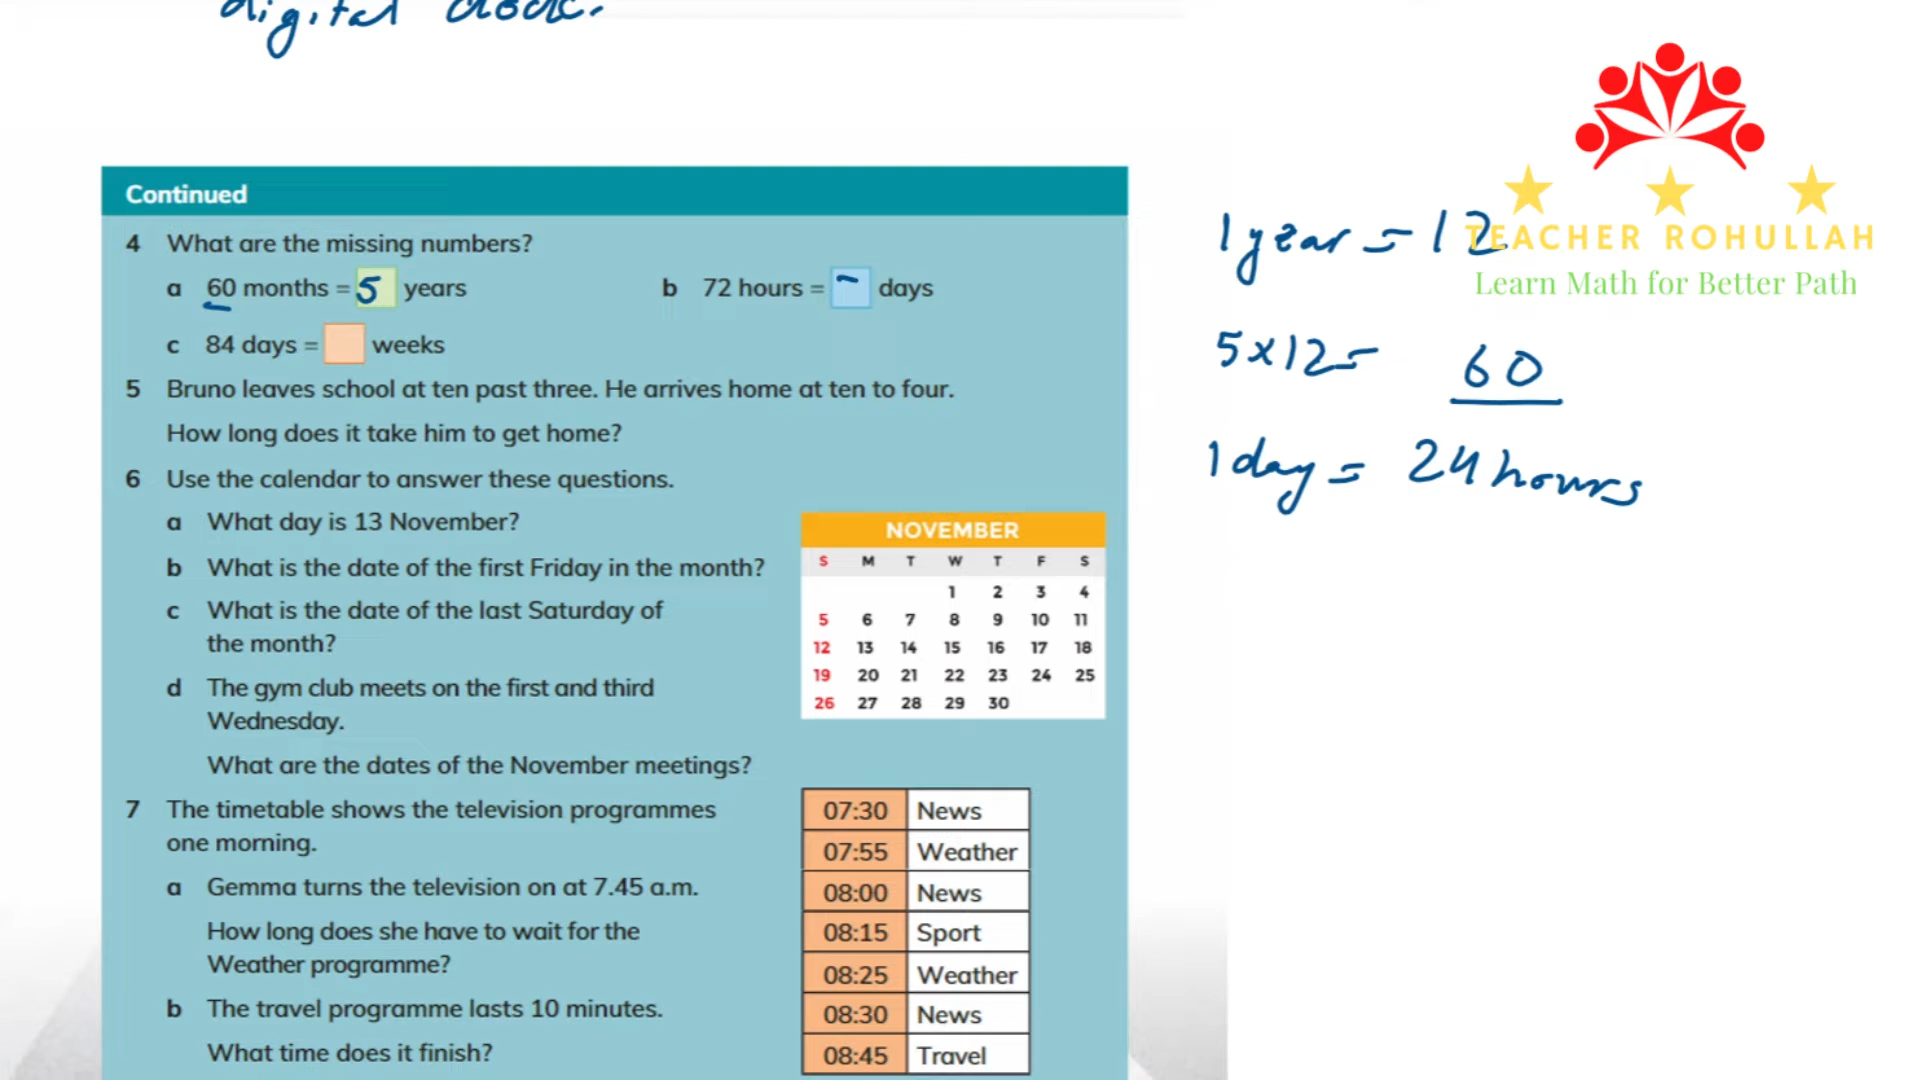 digital clock.
TEACHER ROHULLAH
Learn Math for Better Path
Continued
4 What are the missing numbers?
a 60 months = 5 years
b 72 hours = days
c 84 days = weeks
5 Bruno leaves school at ten past three. He arrives home at ten to four.
How long does it take him to get home?
6 Use the calendar to answer these questions.
a What day is 13 November?
b What is the date of the first Friday in the month?
c What is the date of the last Saturday of
the month?
d The gym club meets on the first and third
Wednesday.
What are the dates of the November meetings?
NOVEMBER
S M T W T F S
1 2 3 4
5 6 7 8 9 10 11
12 13 14 15 16 17 18
19 20 21 22 23 24 25
26 27 28 29 30
7 The timetable shows the television programmes
one morning.
a Gemma turns the television on at 7.45 a.m.
How long does she have to wait for the
Weather programme?
b The travel programme lasts 10 minutes.
What time does it finish?
07:30 News
07:55 Weather
08:00 News
08:15 Sport
08:25 Weather
08:30 News
08:45 Travel
1 year = 12
5 x 12 = 60
1 day = 24 hours